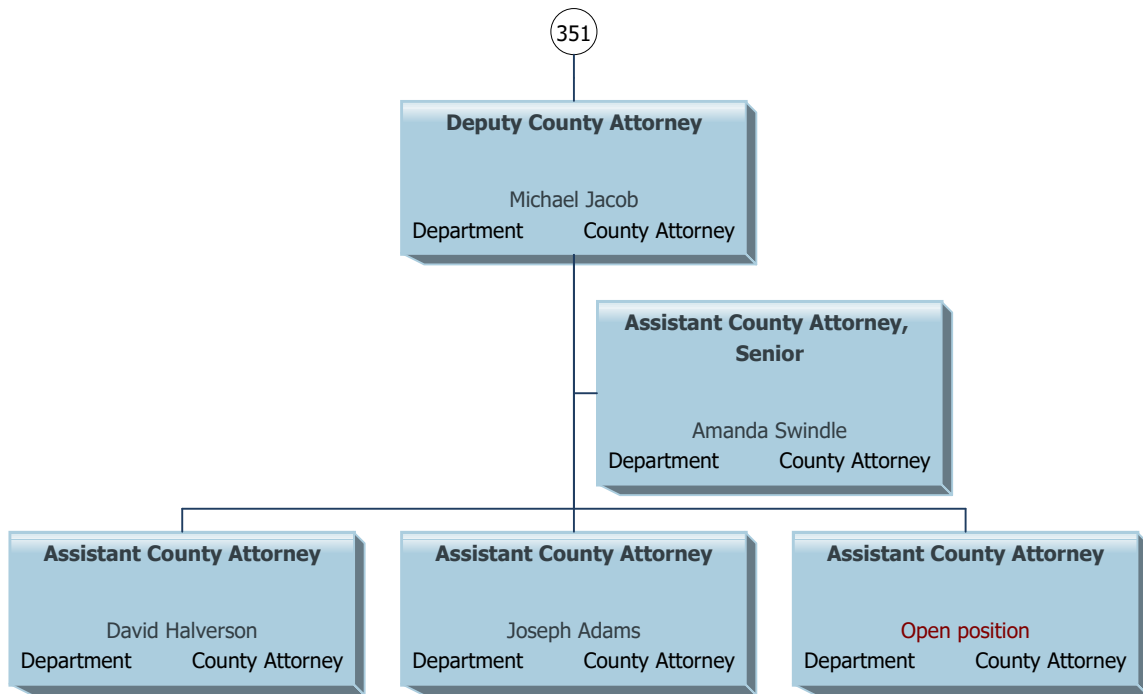 351
Deputy County Attorney
Michael Jacob
Department County Attorney
Assistant County Attorney,
Senior
Amanda Swindle
Department County Attorney
Assistant County Attorney
David Halverson
Department County Attorney
Assistant County Attorney
Joseph Adams
Department County Attorney
Assistant County Attorney
Open position
Department County Attorney